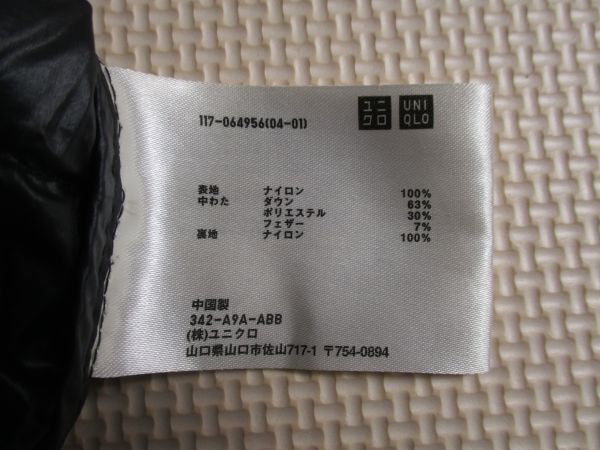 117-064956(04-01)
ユニクロ
UNIQLO
表地 ナイロン 100%
中わた ダウン 63%
ポリエステル 30%
フェザー 7%
裏地 ナイロン 100%
中国製
342-A9A-ABB
(株)ユニクロ
山口県山口市佐山717-1 〒754-0894